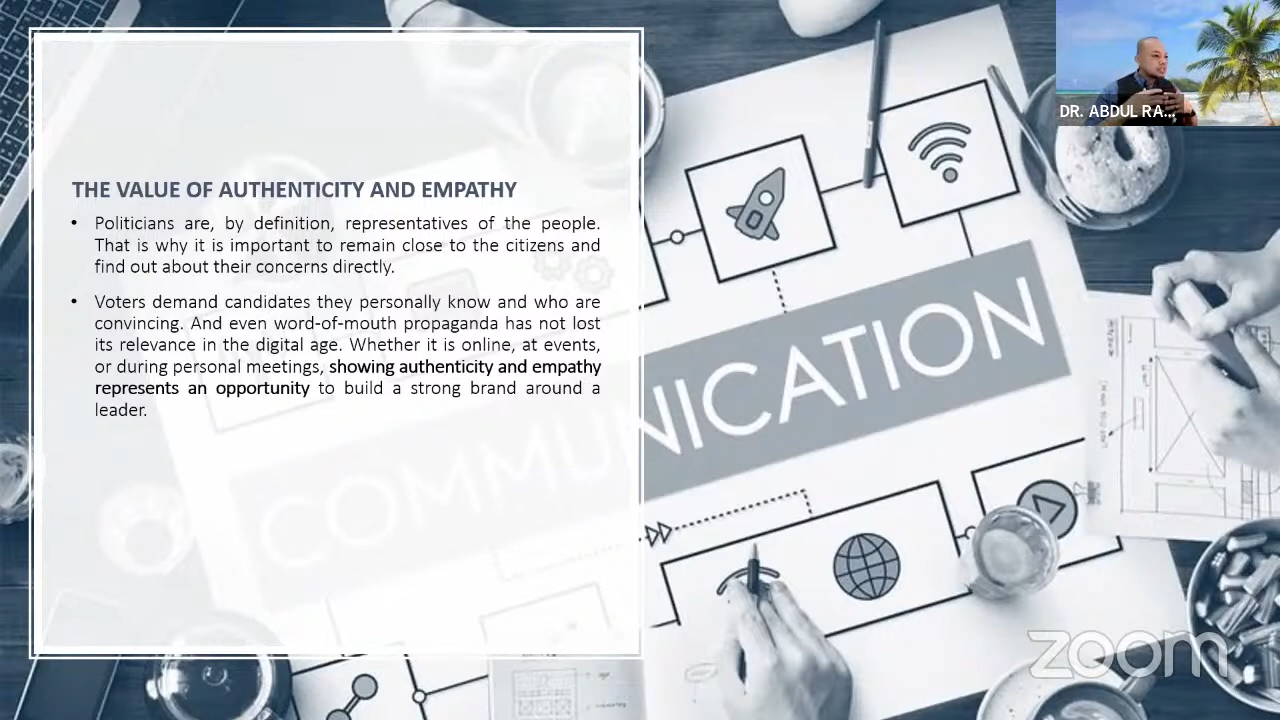 THE VALUE OF AUTHENTICITY AND EMPATHY
• Politicians are, by definition, representatives of the people.
That is why it is important to remain close to the citizens and
find out about their concerns directly.
• Voters demand candidates they personally know and who are
convincing. And even word-of-mouth propaganda has not lost
its relevance in the digital age. Whether it is online, at events,
or during personal meetings, showing authenticity and empathy
represents an opportunity to build a strong brand around a
leader.
COMMUNICATION
DR. ABDUL RA...
zoom